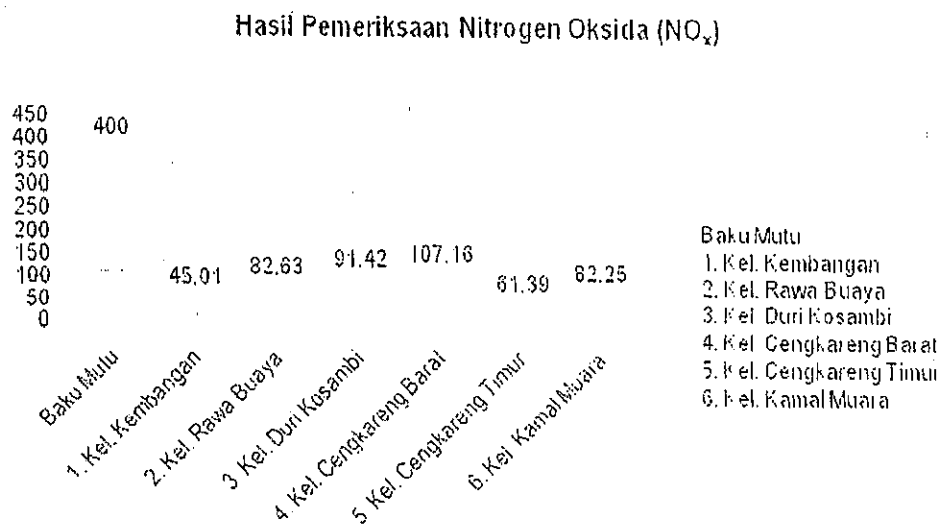 Hasil Pemeriksaan Nitrogen Oksida (NOx)
450
400
350
300
250
200
150
100
50
0
400
45,01
82,63
91.42
107.16
61.39
82.25
Baku Mutu
1. Kel. Kembangan
2. Kel. Rawa Buaya
3 Kel. Duri Kosambi
4. Kel. Cengkareng Barat
5 Kel. Cengkareng Timur
6. Kel Kamal Muara
Baku Mutu
1. Kel. Kembangan
2. Kel. Rawa Buaya
3. Kel Duri Kosambi
4. Kel Cengkareng Barat
5. Kel. Cengkareng Timur
6. Kel. Kamal Muara